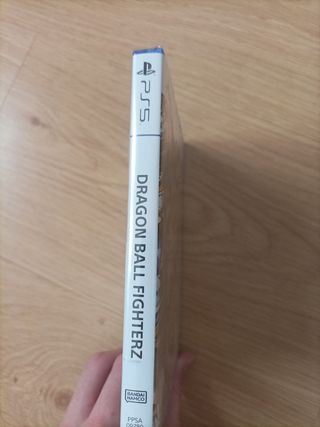 PS5
DRAGON BALL FIGHTERZ
BANDAI
NAMCO
PPSA